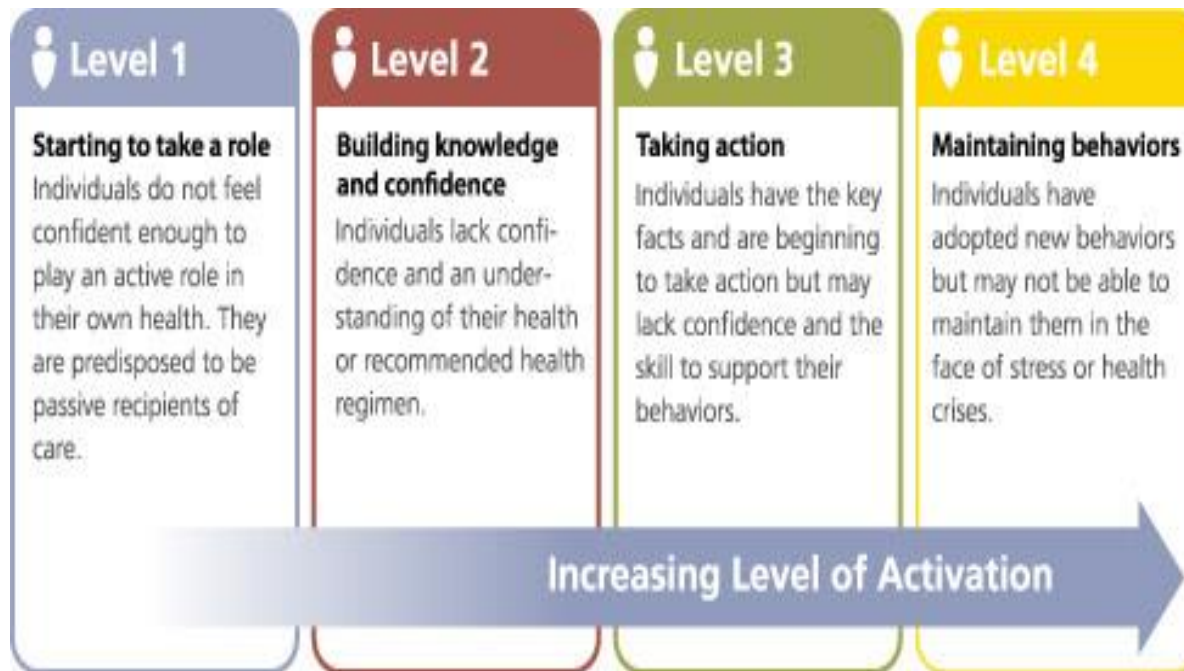 Level 1
Starting to take a role
Individuals do not feel
confident enough to
play an active role in
their own health. They
are predisposed to be
passive recipients of
care.
Level 2
Building knowledge
and confidence
Individuals lack confi-
dence and an under-
standing of their health
or recommended health
regimen.
Level 3
Taking action
Individuals have the key
facts and are beginning
to take action but may
lack confidence and the
skill to support their
behaviors.
Level 4
Maintaining behaviors
Individuals have
adopted new behaviors
but may not be able to
maintain them in the
face of stress or health
crises.
Increasing Level of Activation